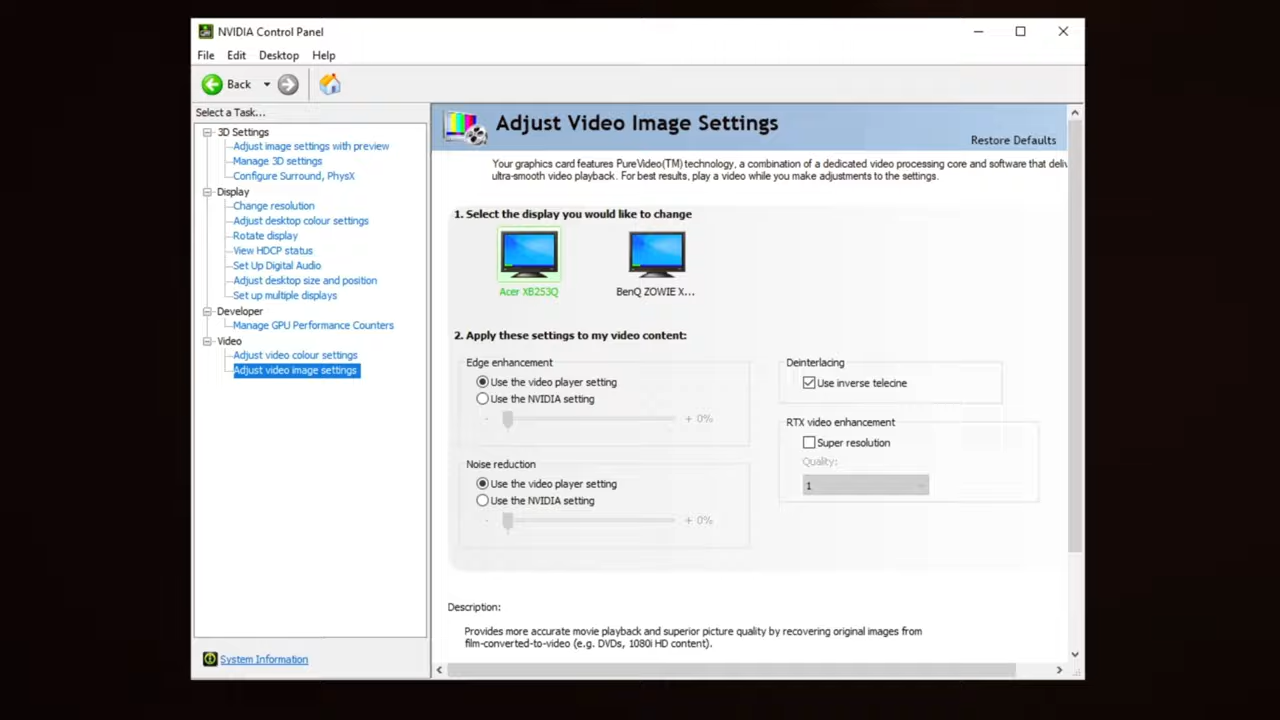 NVIDIA Control Panel
File Edit Desktop Help
Back
Select a Task...
3D Settings
Adjust image settings with preview
Manage 3D settings
Configure Surround, PhysX
Display
Change resolution
Adjust desktop colour settings
Rotate display
View HDCP status
Set Up Digital Audio
Adjust desktop size and position
Set up multiple displays
Developer
Manage GPU Performance Counters
Video
Adjust video colour settings
Adjust video image settings
System Information
Adjust Video Image Settings
Restore Defaults
Your graphics card features PureVideo(TM) technology, a combination of a dedicated video processing core and software that deliv
ultra-smooth video playback. For best results, play a video while you make adjustments to the settings.
1. Select the display you would like to change
Acer XB253Q
BenQ ZOWIE X...
2. Apply these settings to my video content:
Edge enhancement
Use the video player setting
Use the NVIDIA setting
- + 0%
Noise reduction
Use the video player setting
Use the NVIDIA setting
- + 0%
Deinterlacing
Use inverse telecine
RTX video enhancement
Super resolution
Quality:
1
Description:
Provides more accurate movie playback and superior picture quality by recovering original images from
film-converted-to-video (e.g. DVDs, 1080i HD content).